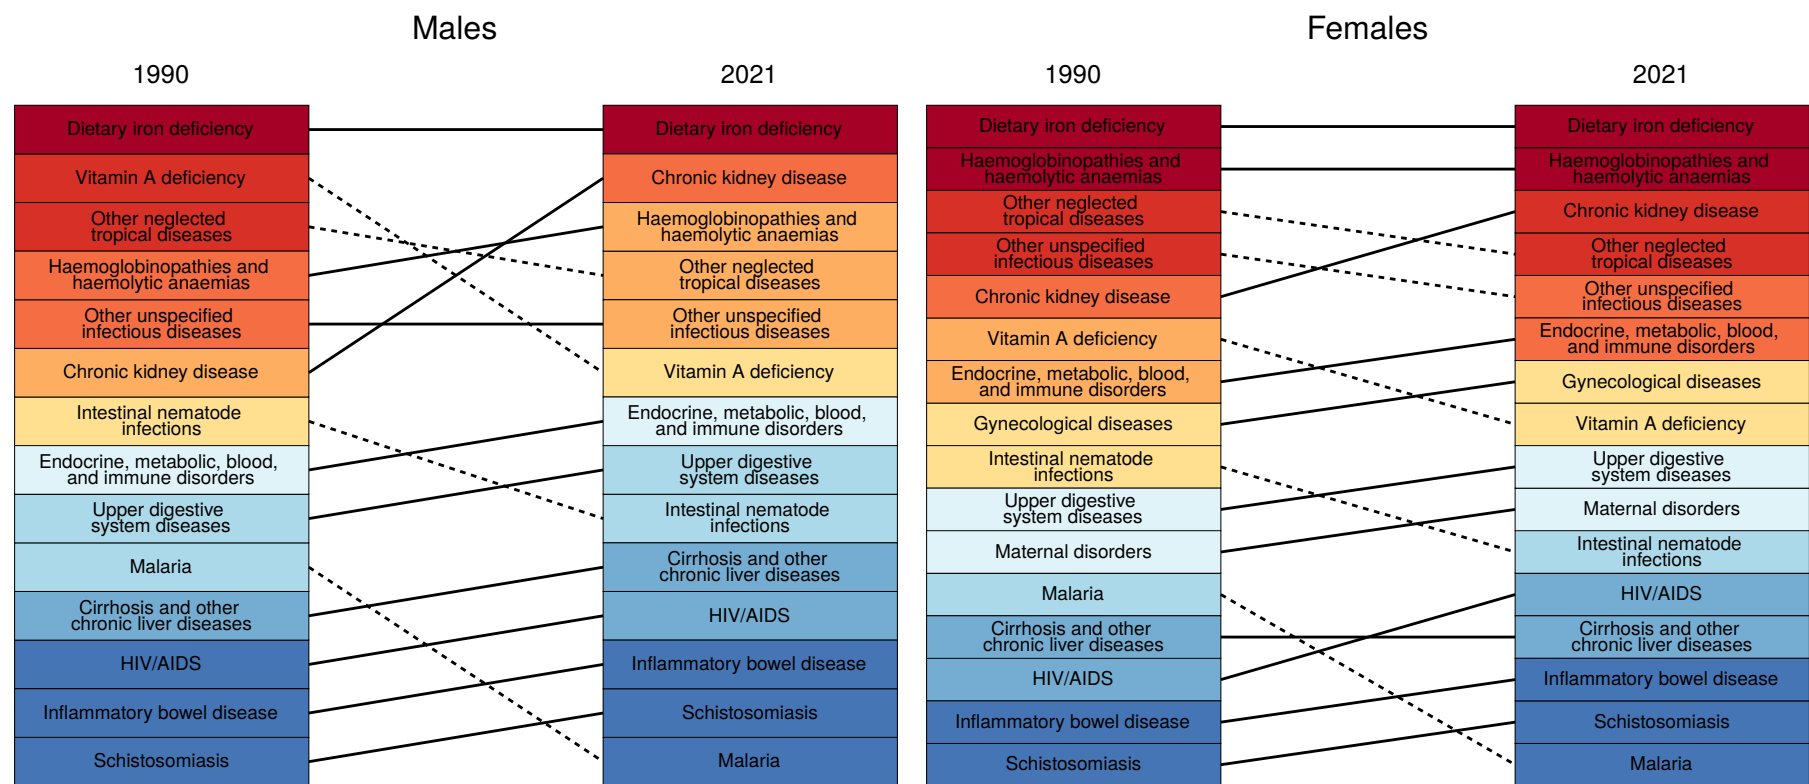 Males
1990
2021
Dietary iron deficiency
Vitamin A deficiency
Other neglected
tropical diseases
Haemoglobinopathies and
haemolytic anaemias
Other unspecified
infectious diseases
Chronic kidney disease
Intestinal nematode
infections
Endocrine, metabolic, blood,
and immune disorders
Upper digestive
system diseases
Malaria
Cirrhosis and other
chronic liver diseases
HIV/AIDS
Inflammatory bowel disease
Schistosomiasis
Dietary iron deficiency
Chronic kidney disease
Haemoglobinopathies and
haemolytic anaemias
Other neglected
tropical diseases
Other unspecified
infectious diseases
Vitamin A deficiency
Endocrine, metabolic, blood,
and immune disorders
Upper digestive
system diseases
Intestinal nematode
infections
Cirrhosis and other
chronic liver diseases
HIV/AIDS
Inflammatory bowel disease
Schistosomiasis
Malaria
Females
1990
2021
Dietary iron deficiency
Haemoglobinopathies and
haemolytic anaemias
Other neglected
tropical diseases
Other unspecified
infectious diseases
Chronic kidney disease
Vitamin A deficiency
Endocrine, metabolic, blood,
and immune disorders
Gynecological diseases
Intestinal nematode
infections
Upper digestive
system diseases
Maternal disorders
Malaria
Cirrhosis and other
chronic liver diseases
HIV/AIDS
Inflammatory bowel disease
Schistosomiasis
Dietary iron deficiency
Haemoglobinopathies and
haemolytic anaemias
Chronic kidney disease
Other neglected
tropical diseases
Other unspecified
infectious diseases
Endocrine, metabolic, blood,
and immune disorders
Gynecological diseases
Vitamin A deficiency
Upper digestive
system diseases
Maternal disorders
Intestinal nematode
infections
HIV/AIDS
Cirrhosis and other
chronic liver diseases
Inflammatory bowel disease
Schistosomiasis
Malaria